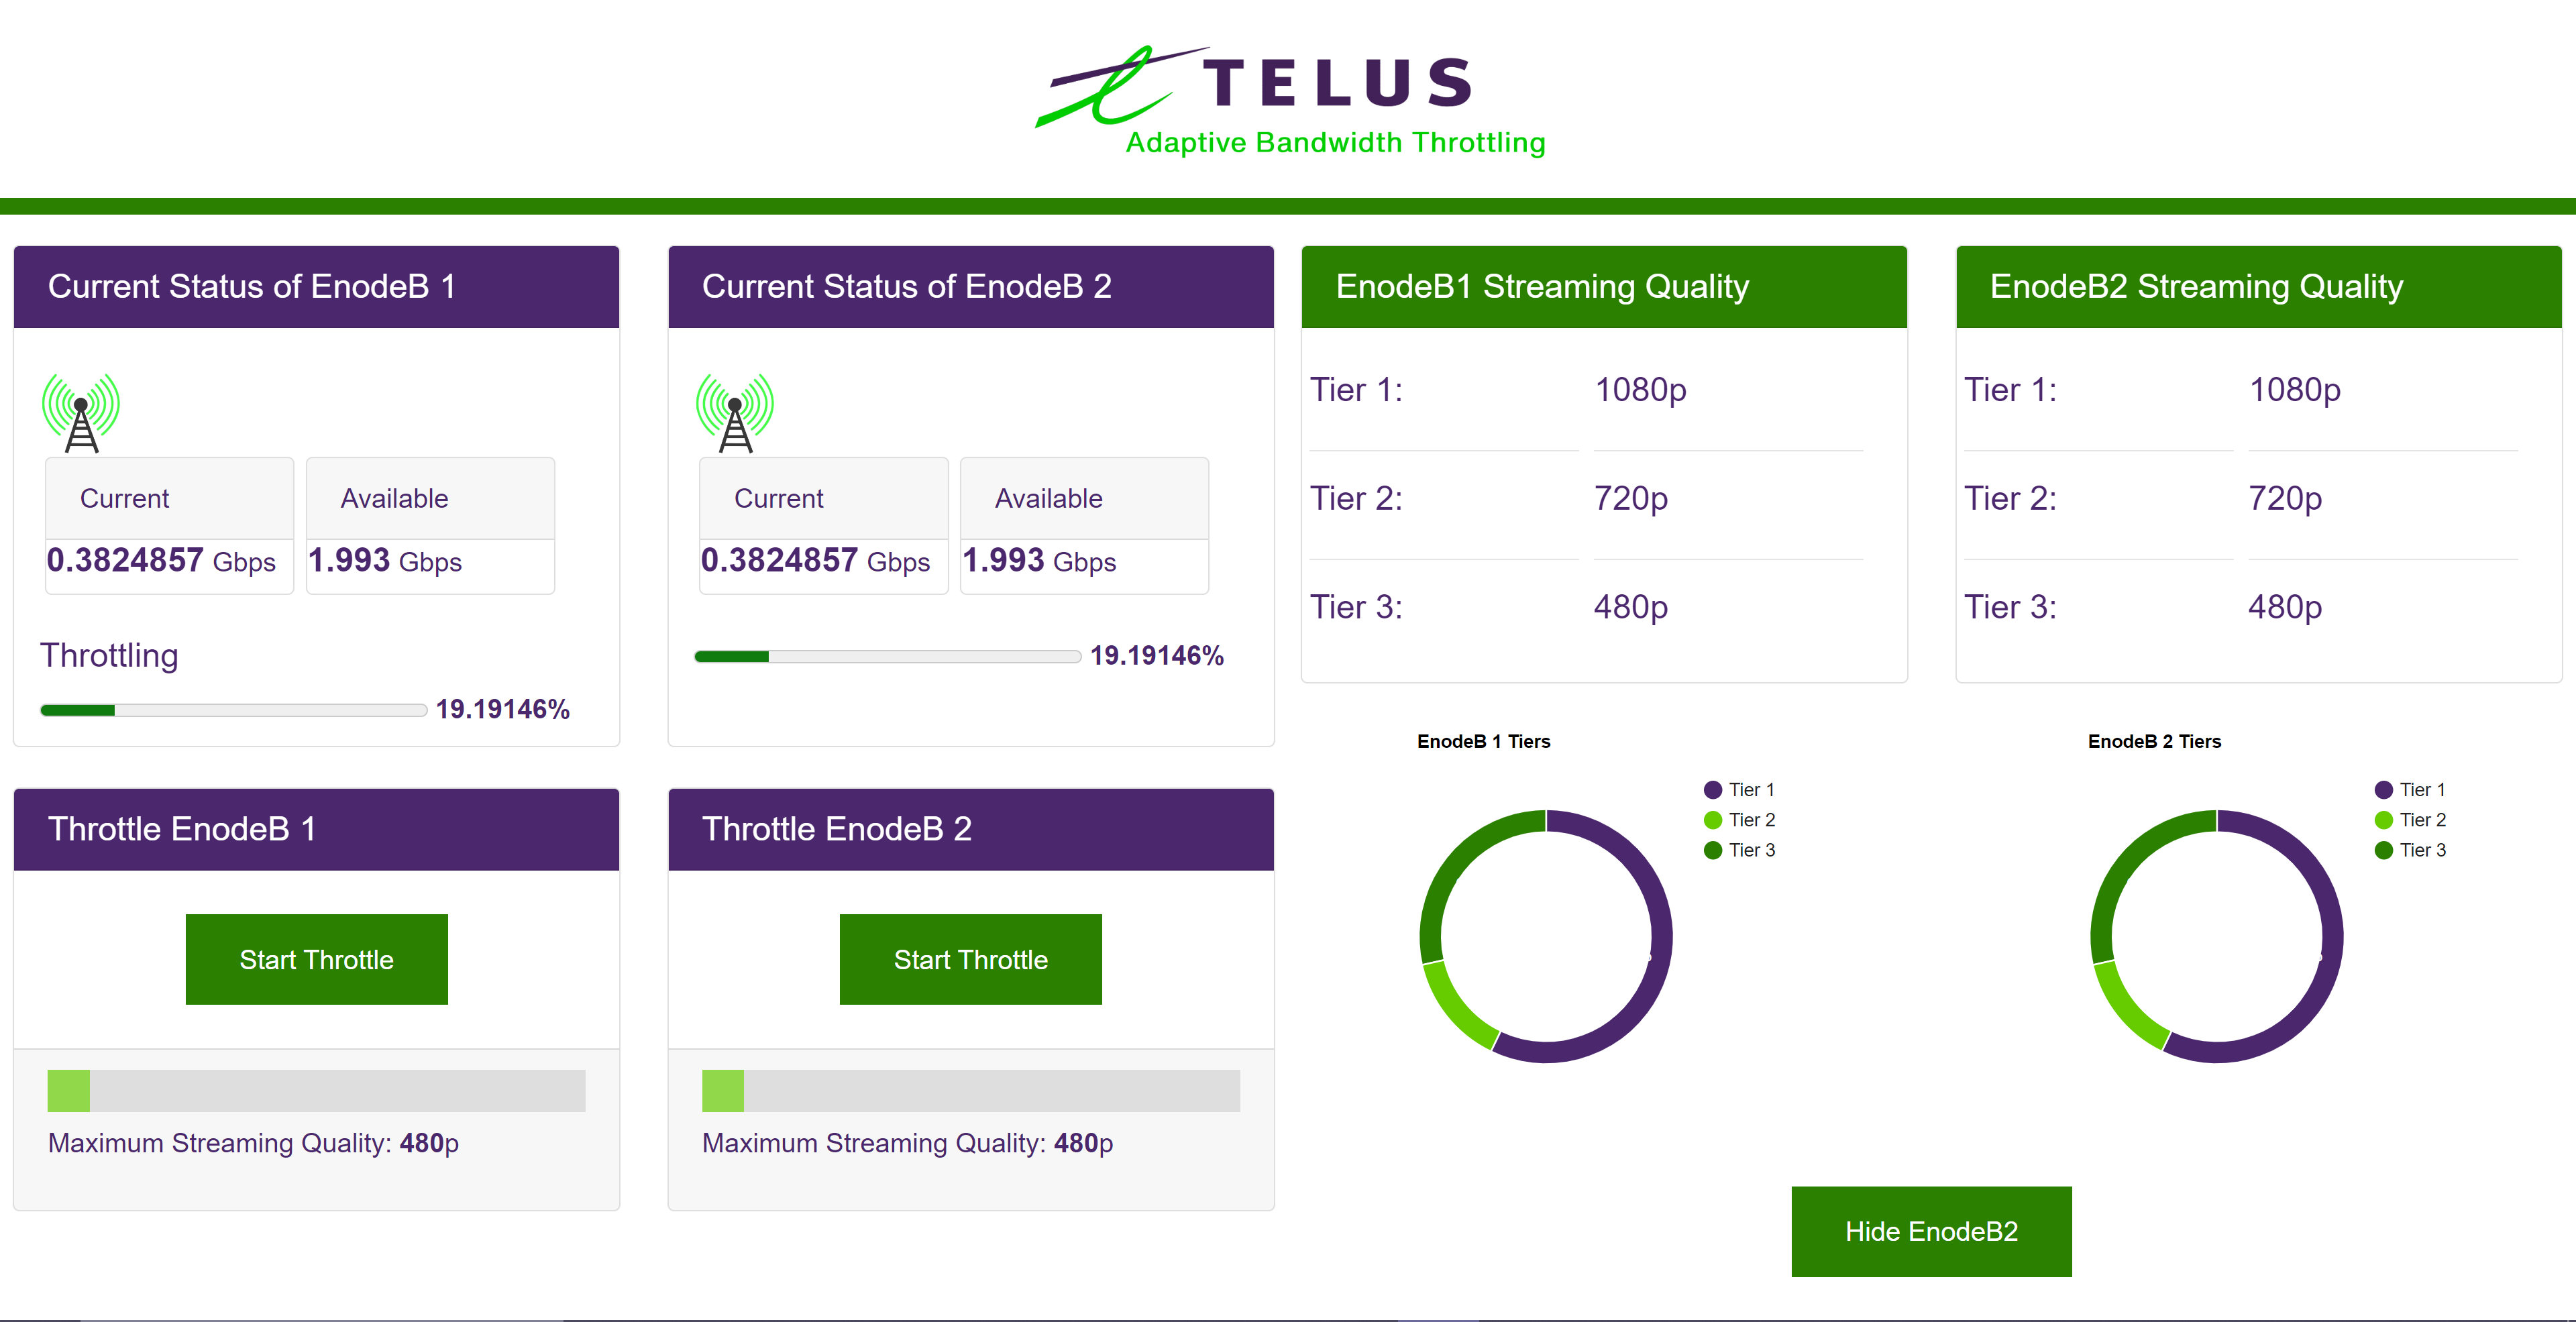 TELUS
Adaptive Bandwidth Throttling
Current Status of EnodeB 1
Current
Available
0.3824857 Gbps
1.993 Gbps
Throttling
19.19146%
Current Status of EnodeB 2
Current
Available
0.3824857 Gbps
1.993 Gbps
19.19146%
EnodeB1 Streaming Quality
Tier 1: 1080p
Tier 2: 720p
Tier 3: 480p
EnodeB2 Streaming Quality
Tier 1: 1080p
Tier 2: 720p
Tier 3: 480p
Throttle EnodeB 1
Start Throttle
Maximum Streaming Quality: 480p
Throttle EnodeB 2
Start Throttle
Maximum Streaming Quality: 480p
EnodeB 1 Tiers
Tier 1
Tier 2
Tier 3
EnodeB 2 Tiers
Tier 1
Tier 2
Tier 3
Hide EnodeB2